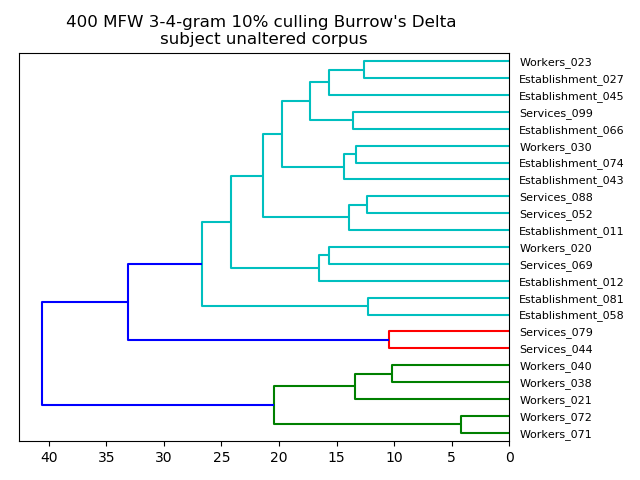 400 MFW 3-4-gram 10% culling Burrow's Delta
subject unaltered corpus
Workers_023
Establishment_027
Establishment_045
Services_099
Establishment_066
Workers_030
Establishment_074
Establishment_043
Services_088
Services_052
Establishment_011
Workers_020
Services_069
Establishment_012
Establishment_081
Establishment_058
Services_079
Services_044
Workers_040
Workers_038
Workers_021
Workers_072
Workers_071
40 35 30 25 20 15 10 5 0